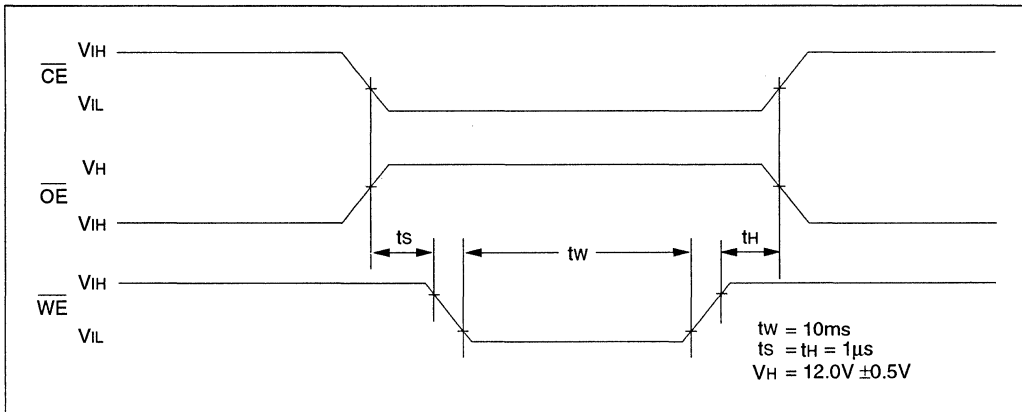 VIH
CE
VIL
VH
OE
VIH
tS
tW
tH
VIH
WE
VIL
tW = 10ms
tS = tH = 1µs
VH = 12.0V ±0.5V